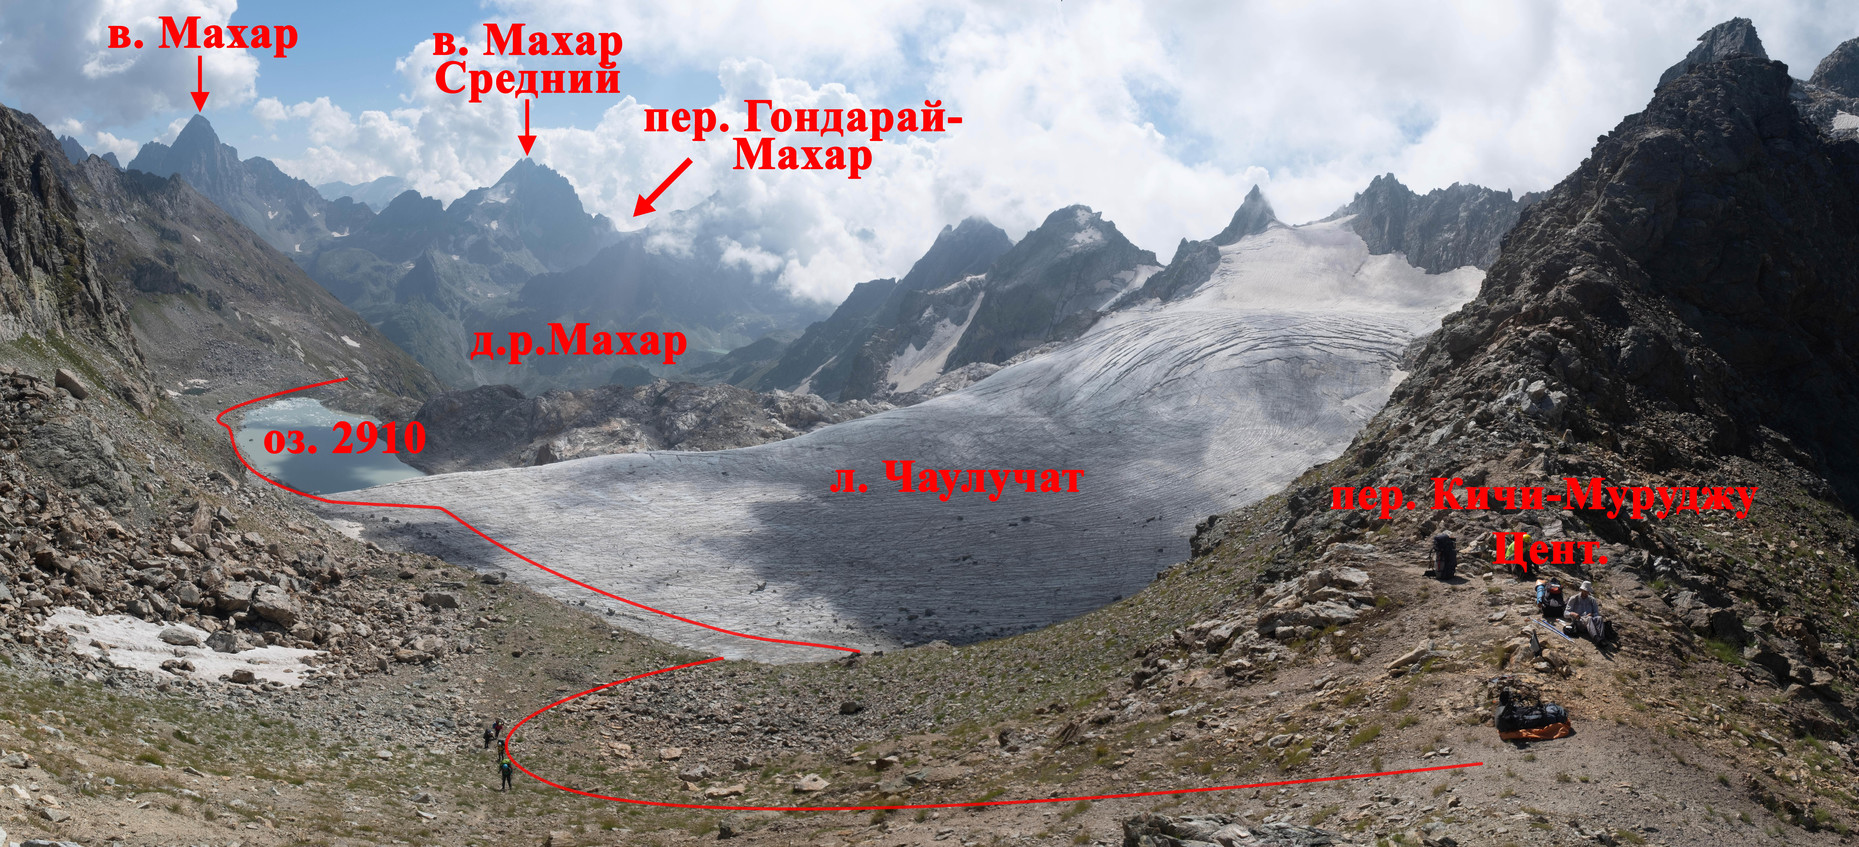 в. Махар
в. Махар
Средний
пер. Гондарай-
Махар
д.р.Махар
оз. 2910
л. Чаулучат
пер. Кичи-Муруджу
Цент.